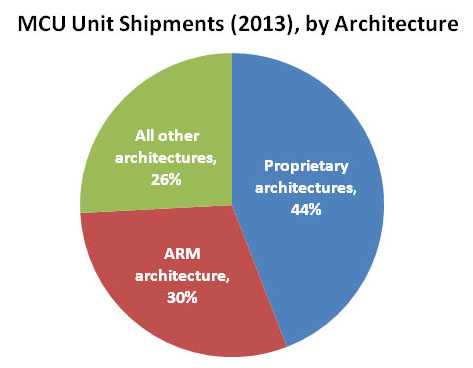 MCU Unit Shipments (2013), by Architecture
All other
architectures,
26%
Proprietary
architectures,
44%
ARM
architecture,
30%